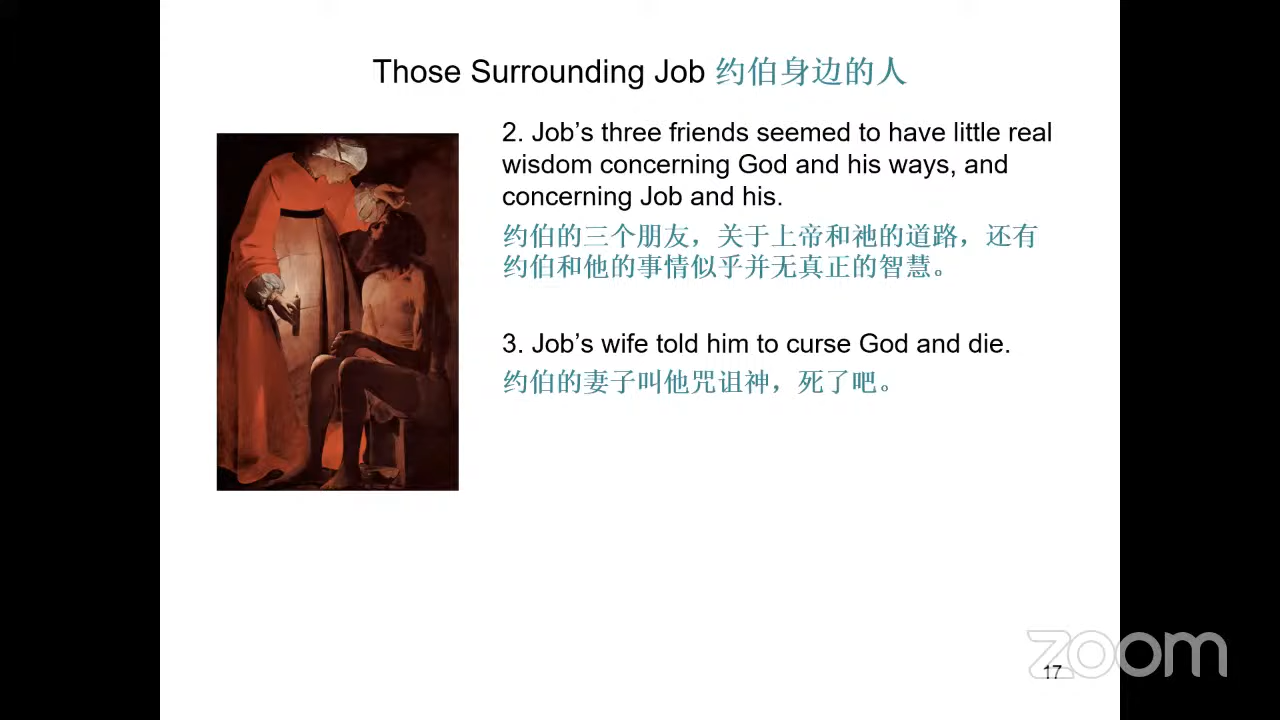 Those Surrounding Job 约伯身边的人
2. Job’s three friends seemed to have little real
wisdom concerning God and his ways, and
concerning Job and his.
约伯的三个朋友，关于上帝和祂的道路，还有
约伯和他的事情似乎并无真正的智慧。
3. Job’s wife told him to curse God and die.
约伯的妻子叫他咒诅神，死了吧。
zoom
17